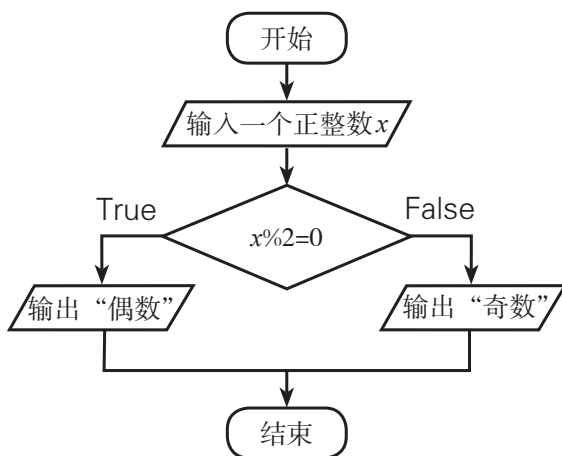 开始
输入一个正整数x
True
False
x%2=0
输出“偶数”
输出“奇数”
结束